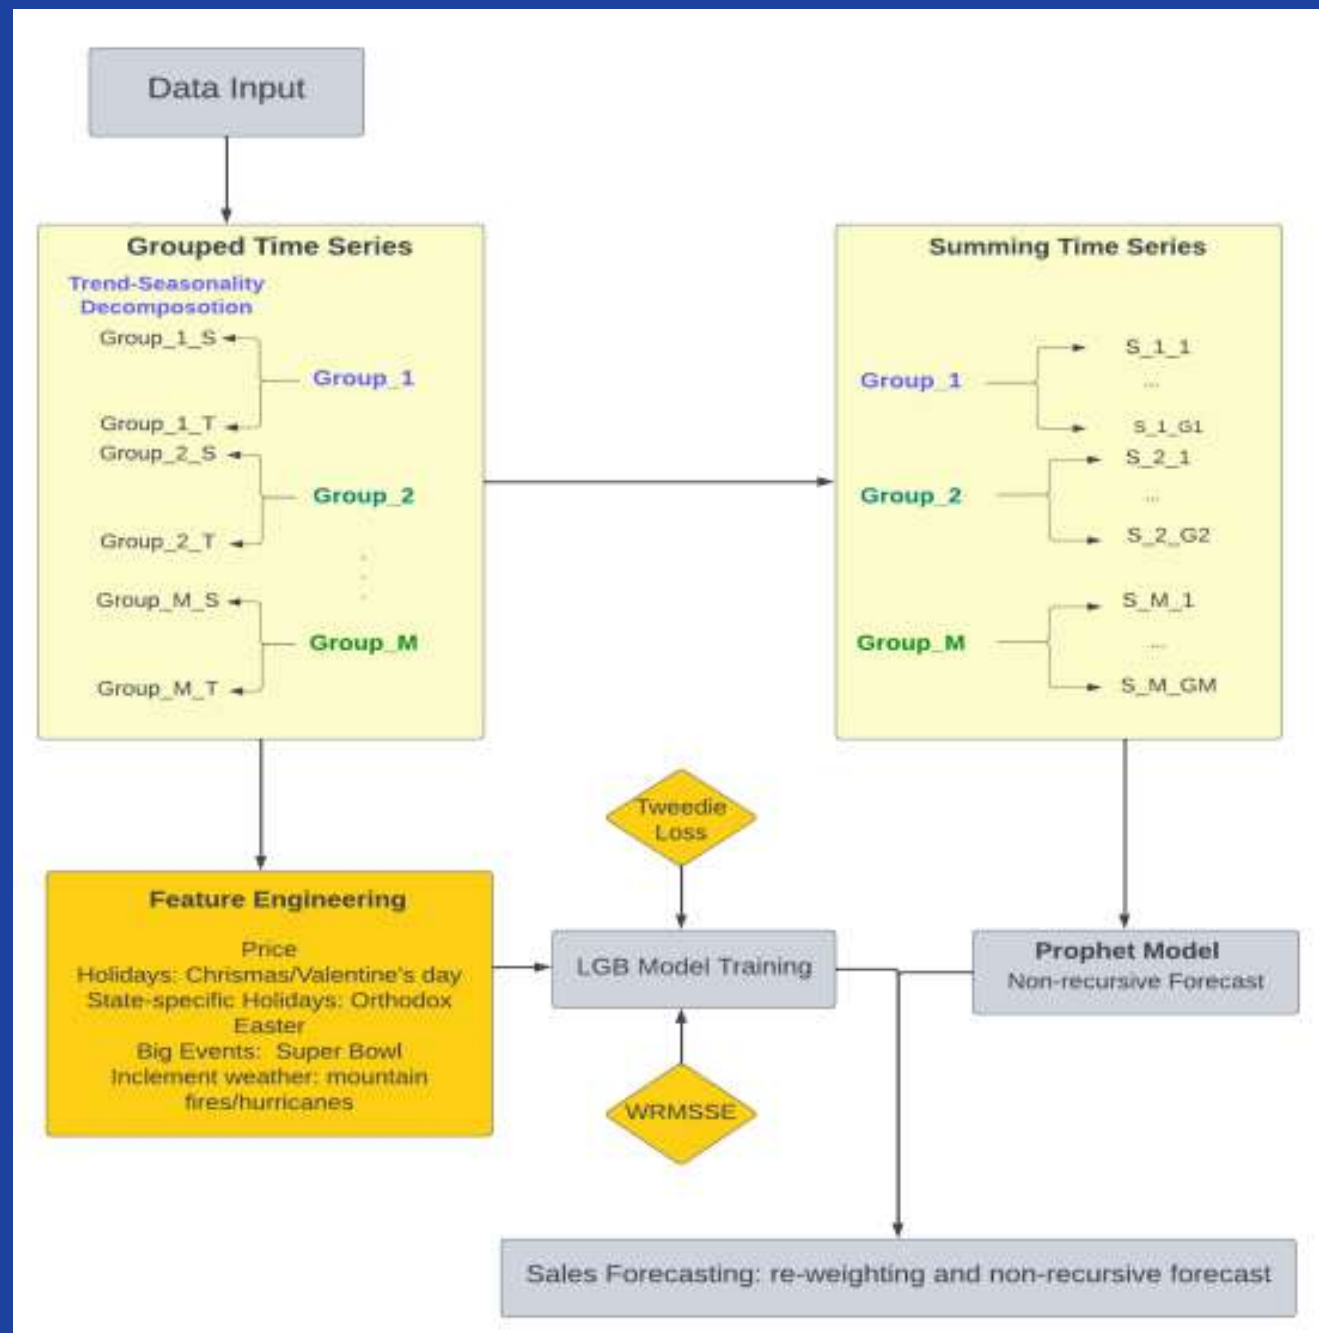 Data Input
Grouped Time Series
Trend-Seasonality
Decomposotion
Group_1_S
Group_1
Group_1_T
Group_2_S
Group_2
Group_2_T
.
.
.
Group_M_S
Group_M
Group_M_T
Summing Time Series
S_1_1
Group_1
...
S_1_G1
S_2_1
Group_2
...
S_2_G2
S_M_1
Group_M
...
S_M_GM
Feature Engineering
Price
Holidays: Chrismas/Valentine's day
State-specific Holidays: Orthodox
Easter
Big Events: Super Bowl
Inclement weather: mountain
fires/hurricanes
Tweedie
Loss
LGB Model Training
WRMSSE
Prophet Model
Non-recursive Forecast
Sales Forecasting: re-weighting and non-recursive forecast